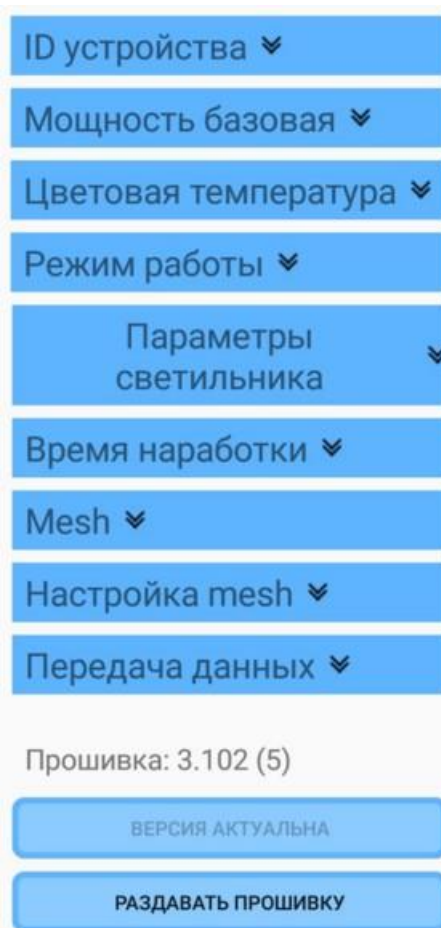 ID устройства
Мощность базовая
Цветовая температура
Режим работы
Параметры
светильника
Время наработки
Mesh
Настройка mesh
Передача данных
Прошивка: 3.102 (5)
ВЕРСИЯ АКТУАЛЬНА
РАЗДАВАТЬ ПРОШИВКУ